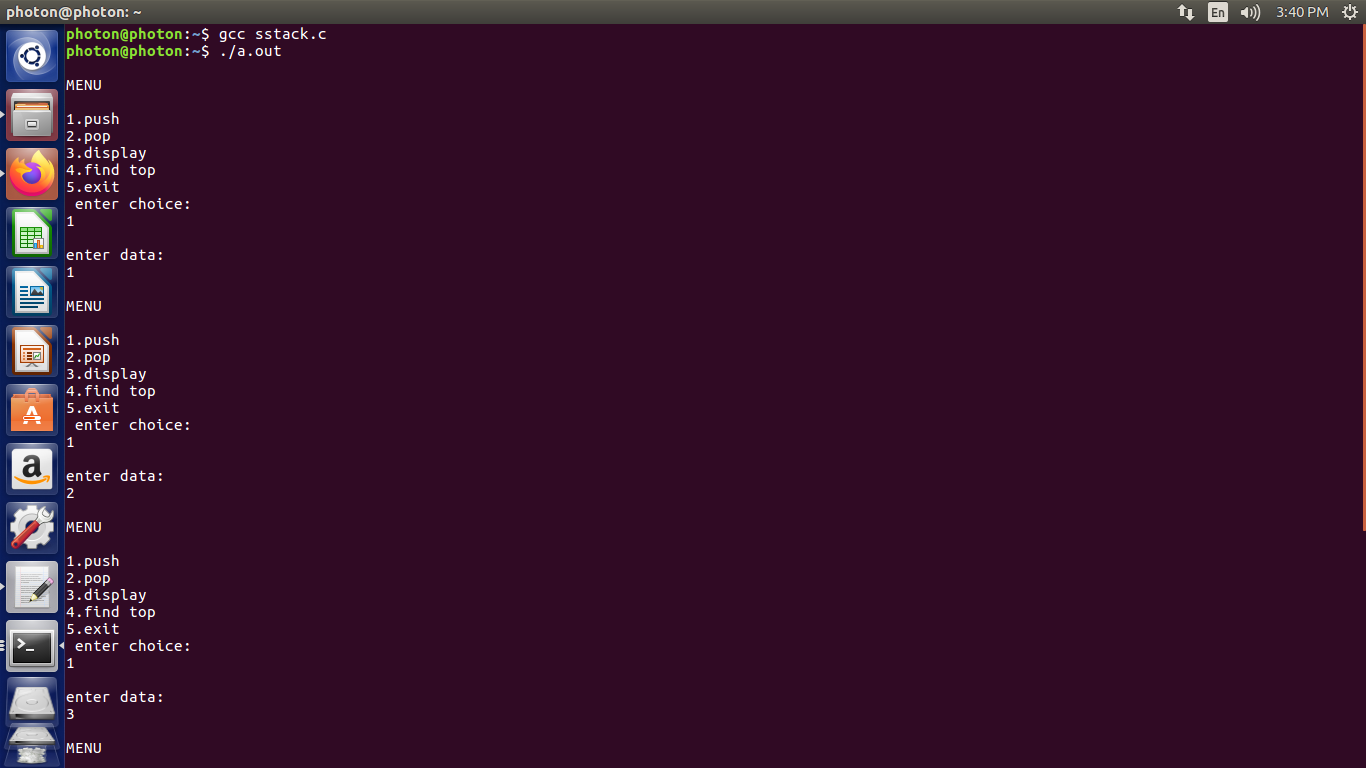 photon@photon: ~
En
3:40 PM
photon@photon:~$ gcc sstack.c
photon@photon:~$ ./a.out
MENU
1.push
2.pop
3.display
4.find top
5.exit
enter choice:
1
enter data:
1
MENU
1.push
2.pop
3.display
4.find top
5.exit
enter choice:
1
enter data:
2
MENU
1.push
2.pop
3.display
4.find top
5.exit
enter choice:
1
enter data:
3
MENU